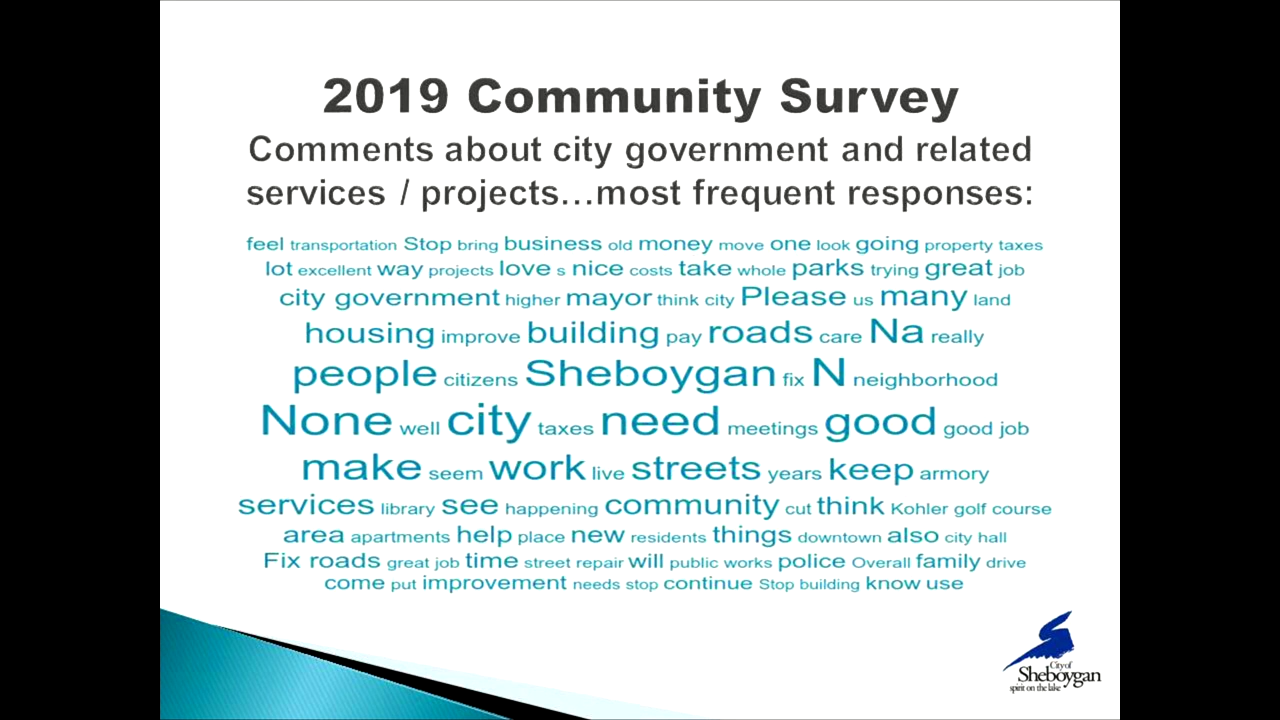 2019 Community Survey
Comments about city government and related
services / projects...most frequent responses:
feel transportation Stop bring business old money move one look going property taxes
lot excellent way projects love s nice costs take whole parks trying great job
city government higher mayor think city Please us many land
housing improve building pay roads care Na really
people citizens Sheboygan fix N neighborhood
None well city taxes need meetings good good job
make seem work live streets years keep armory
services library see happening community cut think Kohler golf course
area apartments help place new residents things downtown also city hall
Fix roads great job time street repair will public works police Overall family drive
come put improvement needs stop continue Stop building know use
City of
Sheboygan
spirit on the lake